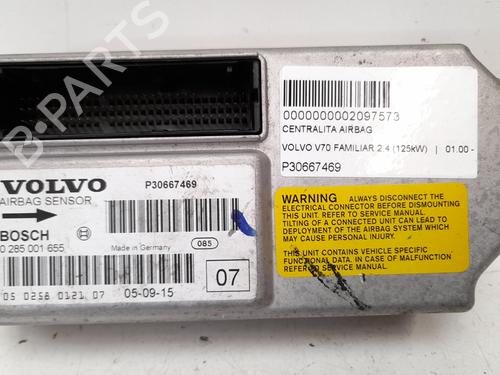 B-PARTS
0000000002097573
CENTRALITA AIRBAG
VOLVO V70 FAMILIAR 2.4 (125kW) | 01.00 -
P30667469
VOLVO
AIRBAG SENSOR
P30667469
BOSCH
0 285 001 655
Made in Germany
085
07
05-09-15
WARNING ALWAYS DISCONNECT THE
ELECTRICAL CONNECTOR BEFORE DISMOUNTING
THIS UNIT. REFER TO SERVICE MANUAL.
TILTING OF A CONNECTED UNIT CAN LEAD TO
DEPLOYMENT OF THE AIRBAG SYSTEM WHICH
MAY CAUSE PERSONAL INJURY.
THIS UNIT CONTAINS VEHICLE SPECIFIC
FUNCTIONAL DATA. IN CASE OF MALFUNCTION
REFER TO SERVICE MANUAL.